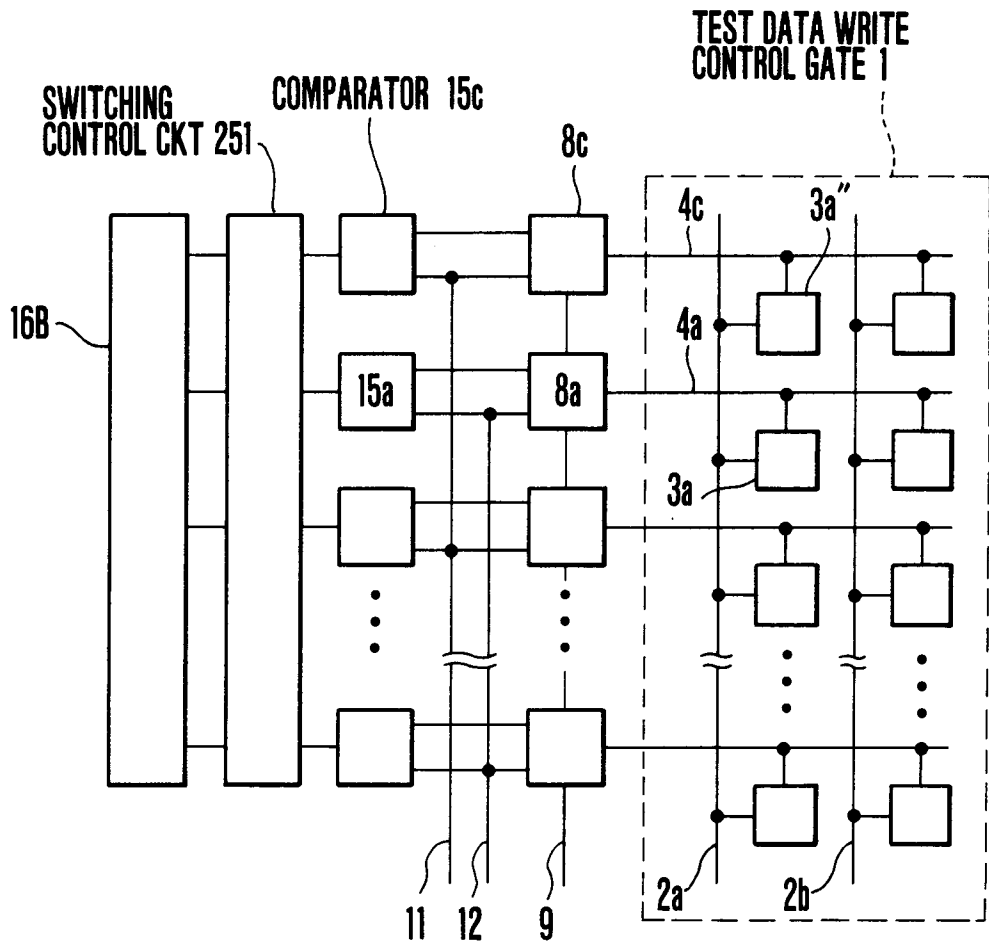 TEST DATA WRITE
CONTROL GATE 1
SWITCHING
CONTROL CKT 251
COMPARATOR 15c
8c
4c
3a"
16B
4a
15a
8a
3a
2a
2b
11
12
9